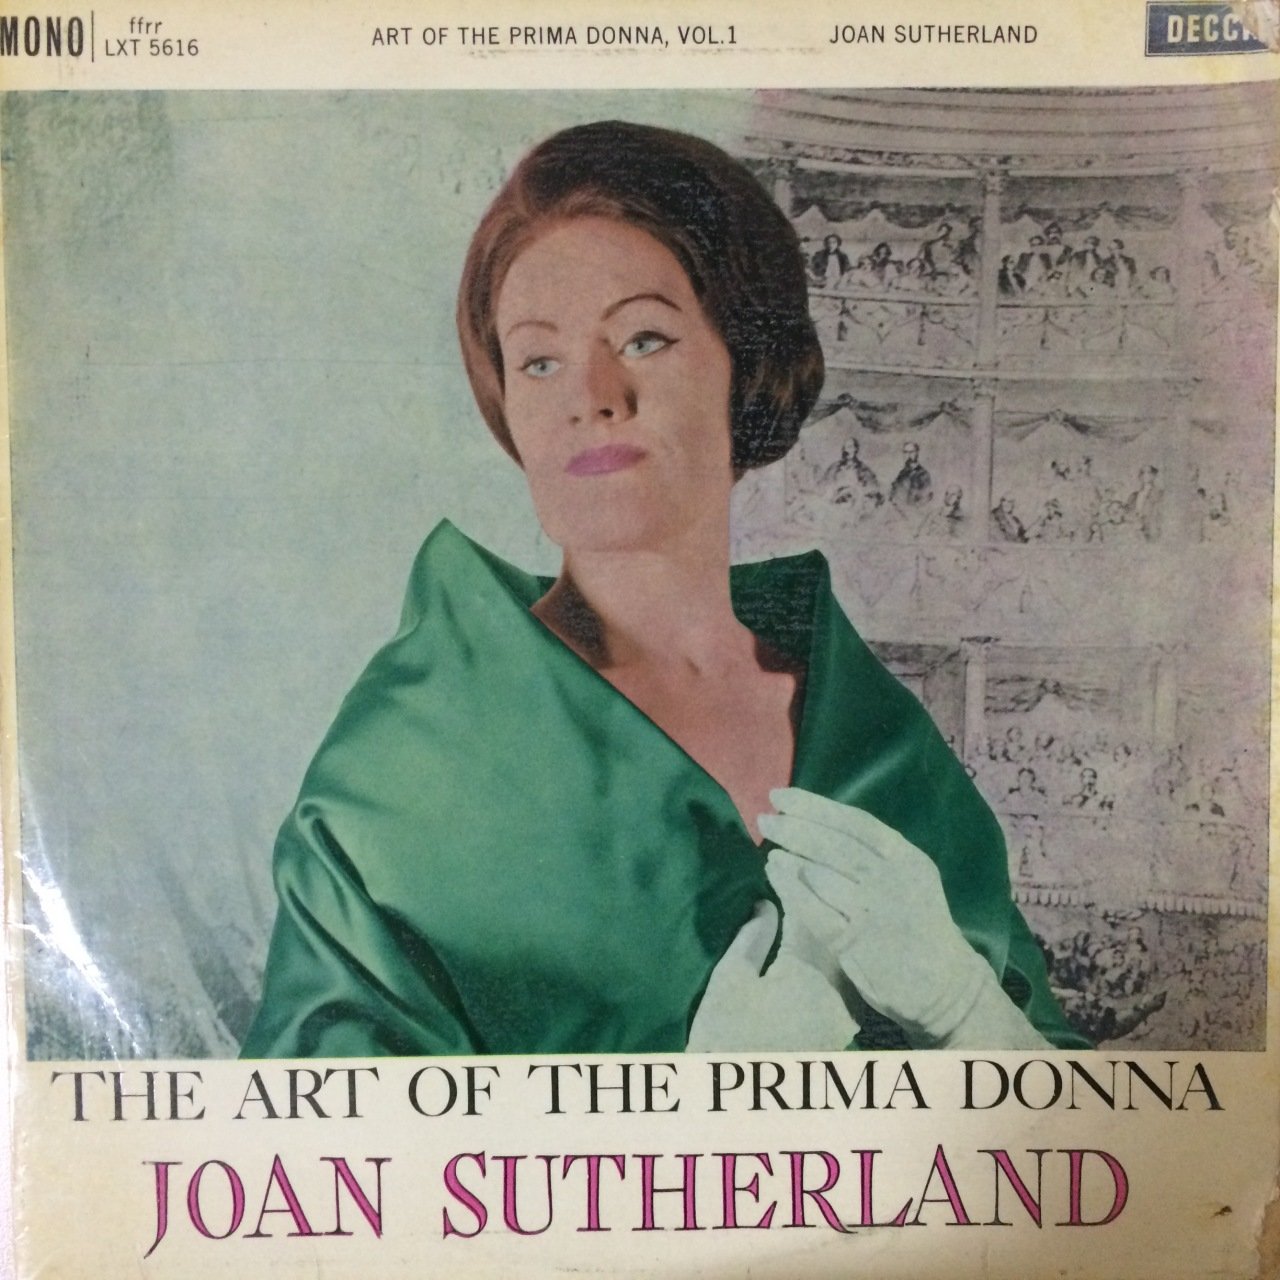 MONO
ffrr
LXT 5616
ART OF THE PRIMA DONNA, VOL.1
JOAN SUTHERLAND
DECCA
THE ART OF THE PRIMA DONNA
JOAN SUTHERLAND